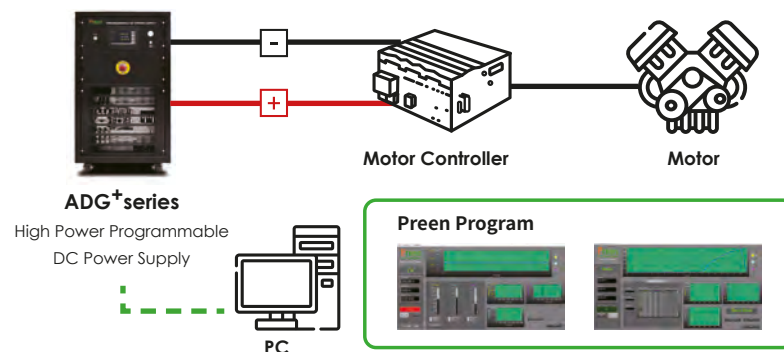 -
+
Motor Controller
Motor
ADG+series
High Power Programmable
DC Power Supply
PC
Preen Program